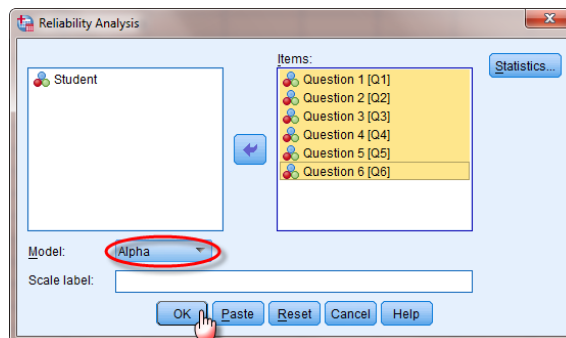 Reliability Analysis
Items:
Student
Question 1 [Q1]
Question 2 [Q2]
Question 3 [Q3]
Question 4 [Q4]
Question 5 [Q5]
Question 6 [Q6]
Statistics...
Model:
Alpha
Scale label:
OK
Paste
Reset
Cancel
Help